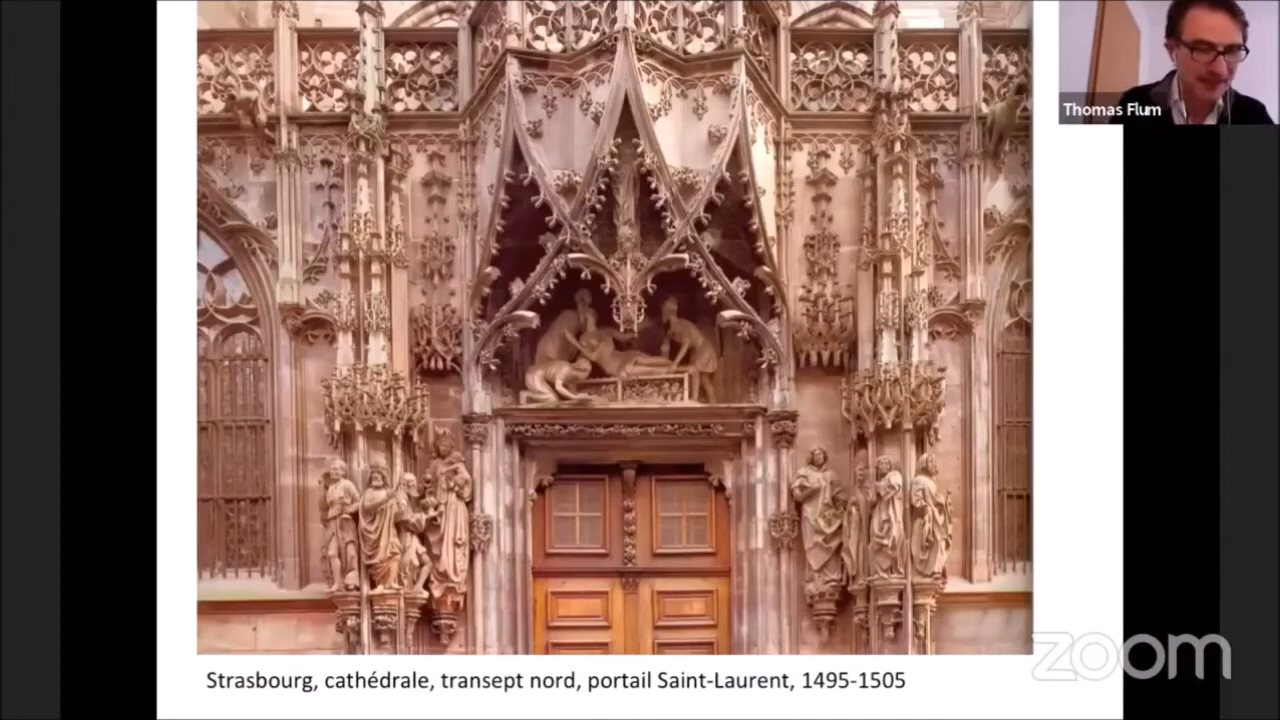 Thomas Flum
Strasbourg, cathédrale, transept nord, portail Saint-Laurent, 1495-1505
zoom